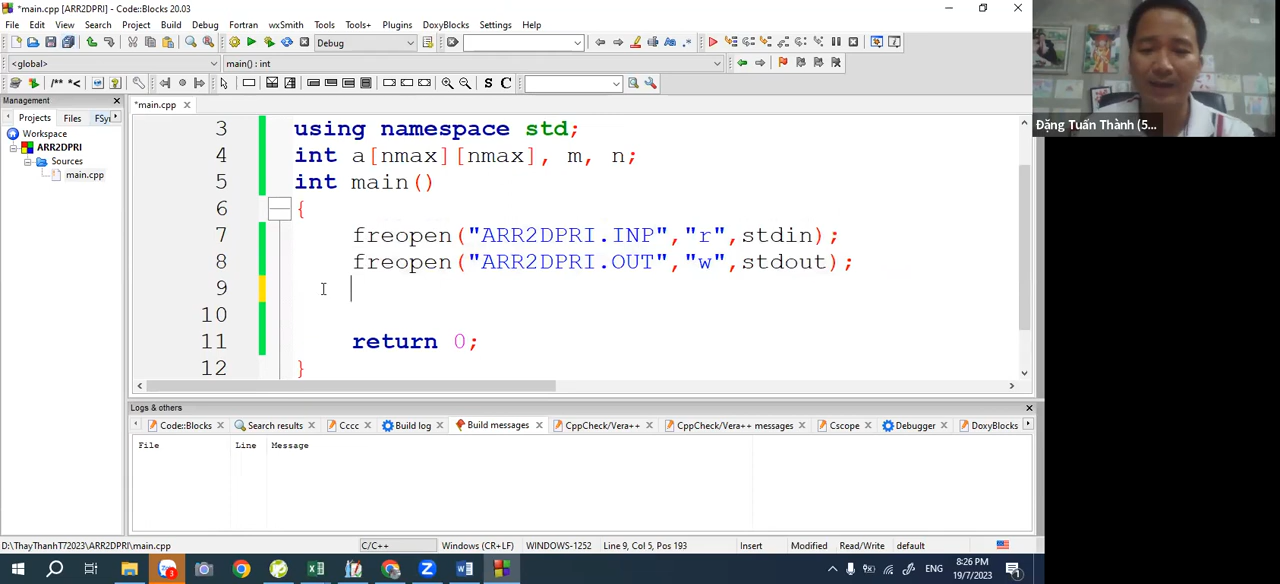 *main.cpp [ARR2DPRI] - Code::Blocks 20.03
File Edit View Search Project Build Debug Fortran wxSmith Tools Tools+ Plugins DoxyBlocks Settings Help
Debug
<global> main() : int
/** *< S C
Management
*main.cpp
Projects Files FSy
Workspace
ARR2DPRI
Sources
main.cpp
3 using namespace std;
4 int a[nmax][nmax], m, n;
5 int main()
6 {
7 freopen("ARR2DPRI.INP","r",stdin);
8 freopen("ARR2DPRI.OUT","w",stdout);
9
10
11 return 0;
12 }
Đặng Tuấn Thành (5...
Logs & others
Code::Blocks Search results Cccc Build log Build messages CppCheck/Vera++ CppCheck/Vera++ messages Cscope Debugger DoxyBlocks
File Line Message
D:\ThayThanhT72023\ARR2DPRI\main.cpp C/C++ Windows (CR+LF) WINDOWS-1252 Line 9, Col 5, Pos 193 Insert Modified Read/Write default
ENG 8:26 PM
19/7/2023